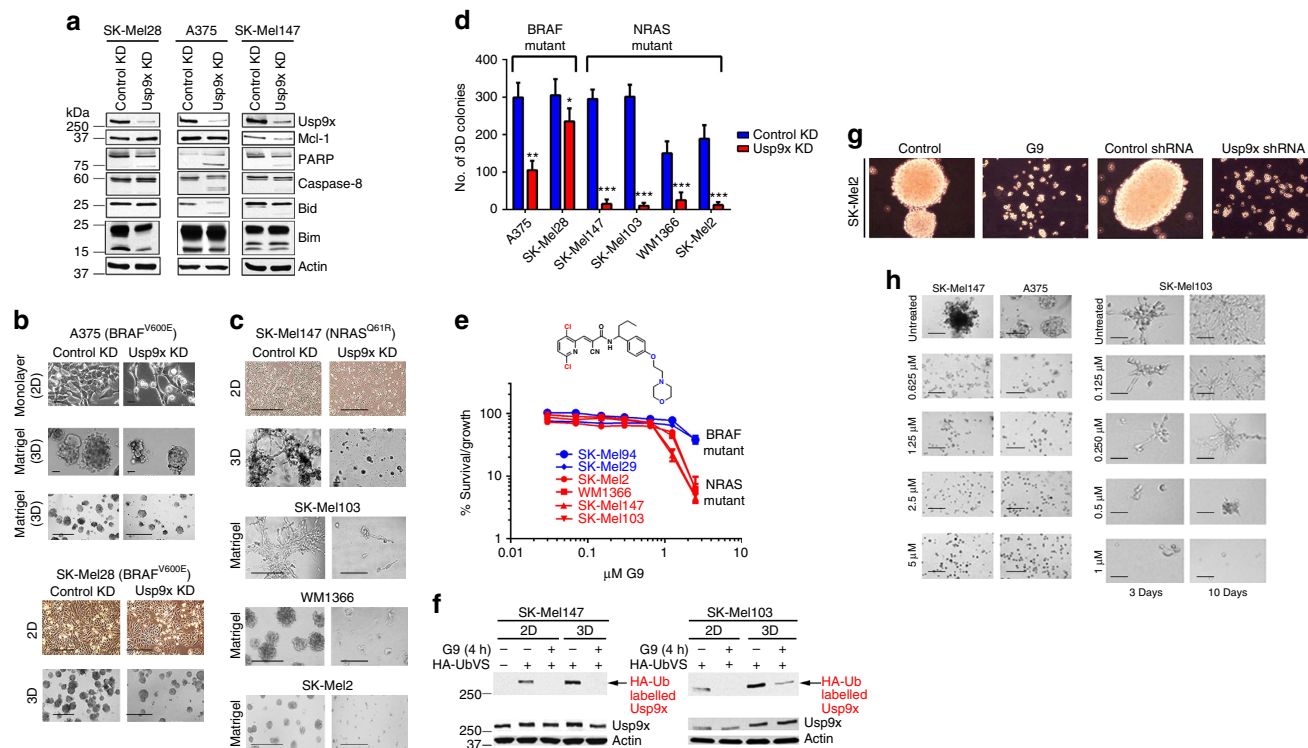 a
SK-Mel28 A375 SK-Mel147
Control KD
Usp9x KD
Control KD
Usp9x KD
Control KD
Usp9x KD
kDa
250
37
75
60
25
25
15
37
Usp9x
Mcl-1
PARP
Caspase-8
Bid
Bim
Actin
b
A375 (BRAFV600E)
Control KD Usp9x KD
Monolayer (2D)
Matrigel (3D)
Matrigel (3D)
SK-Mel28 (BRAFV600E)
Control KD Usp9x KD
2D
3D
c
SK-Mel147 (NRASQ61R)
Control KD Usp9x KD
2D
3D
SK-Mel103
Matrigel
WM1366
Matrigel
SK-Mel2
Matrigel
d
BRAF mutant
NRAS mutant
No. of 3D colonies
400
300
200
100
0
** * *** *** *** ***
Control KD
Usp9x KD
A375
SK-Mel28
SK-Mel147
SK-Mel103
WM1366
SK-Mel2
e
Cl
N
Cl
O
N
H
CN
O
N
O
% Survival/growth
100
10
1
0.01 0.1 1 10
µM G9
BRAF mutant
NRAS mutant
SK-Mel94
SK-Mel29
SK-Mel2
WM1366
SK-Mel147
SK-Mel103
f
SK-Mel147
2D 3D
G9 (4 h) – – + – +
HA-UbVS – + + + +
250
250
37
HA-Ub labelled Usp9x
Usp9x
Actin
SK-Mel103
2D 3D
G9 (4 h) – + – +
HA-UbVS + + + +
HA-Ub labelled Usp9x
Usp9x
Actin
g
Control G9 Control shRNA Usp9x shRNA
SK-Mel2
h
SK-Mel147 A375
Untreated
0.625 µM
125 µM
2.5 µM
5 µM
SK-Mel103
Untreated
0.125 µM
0.250 µM
0.5 µM
1 µM
3 Days 10 Days